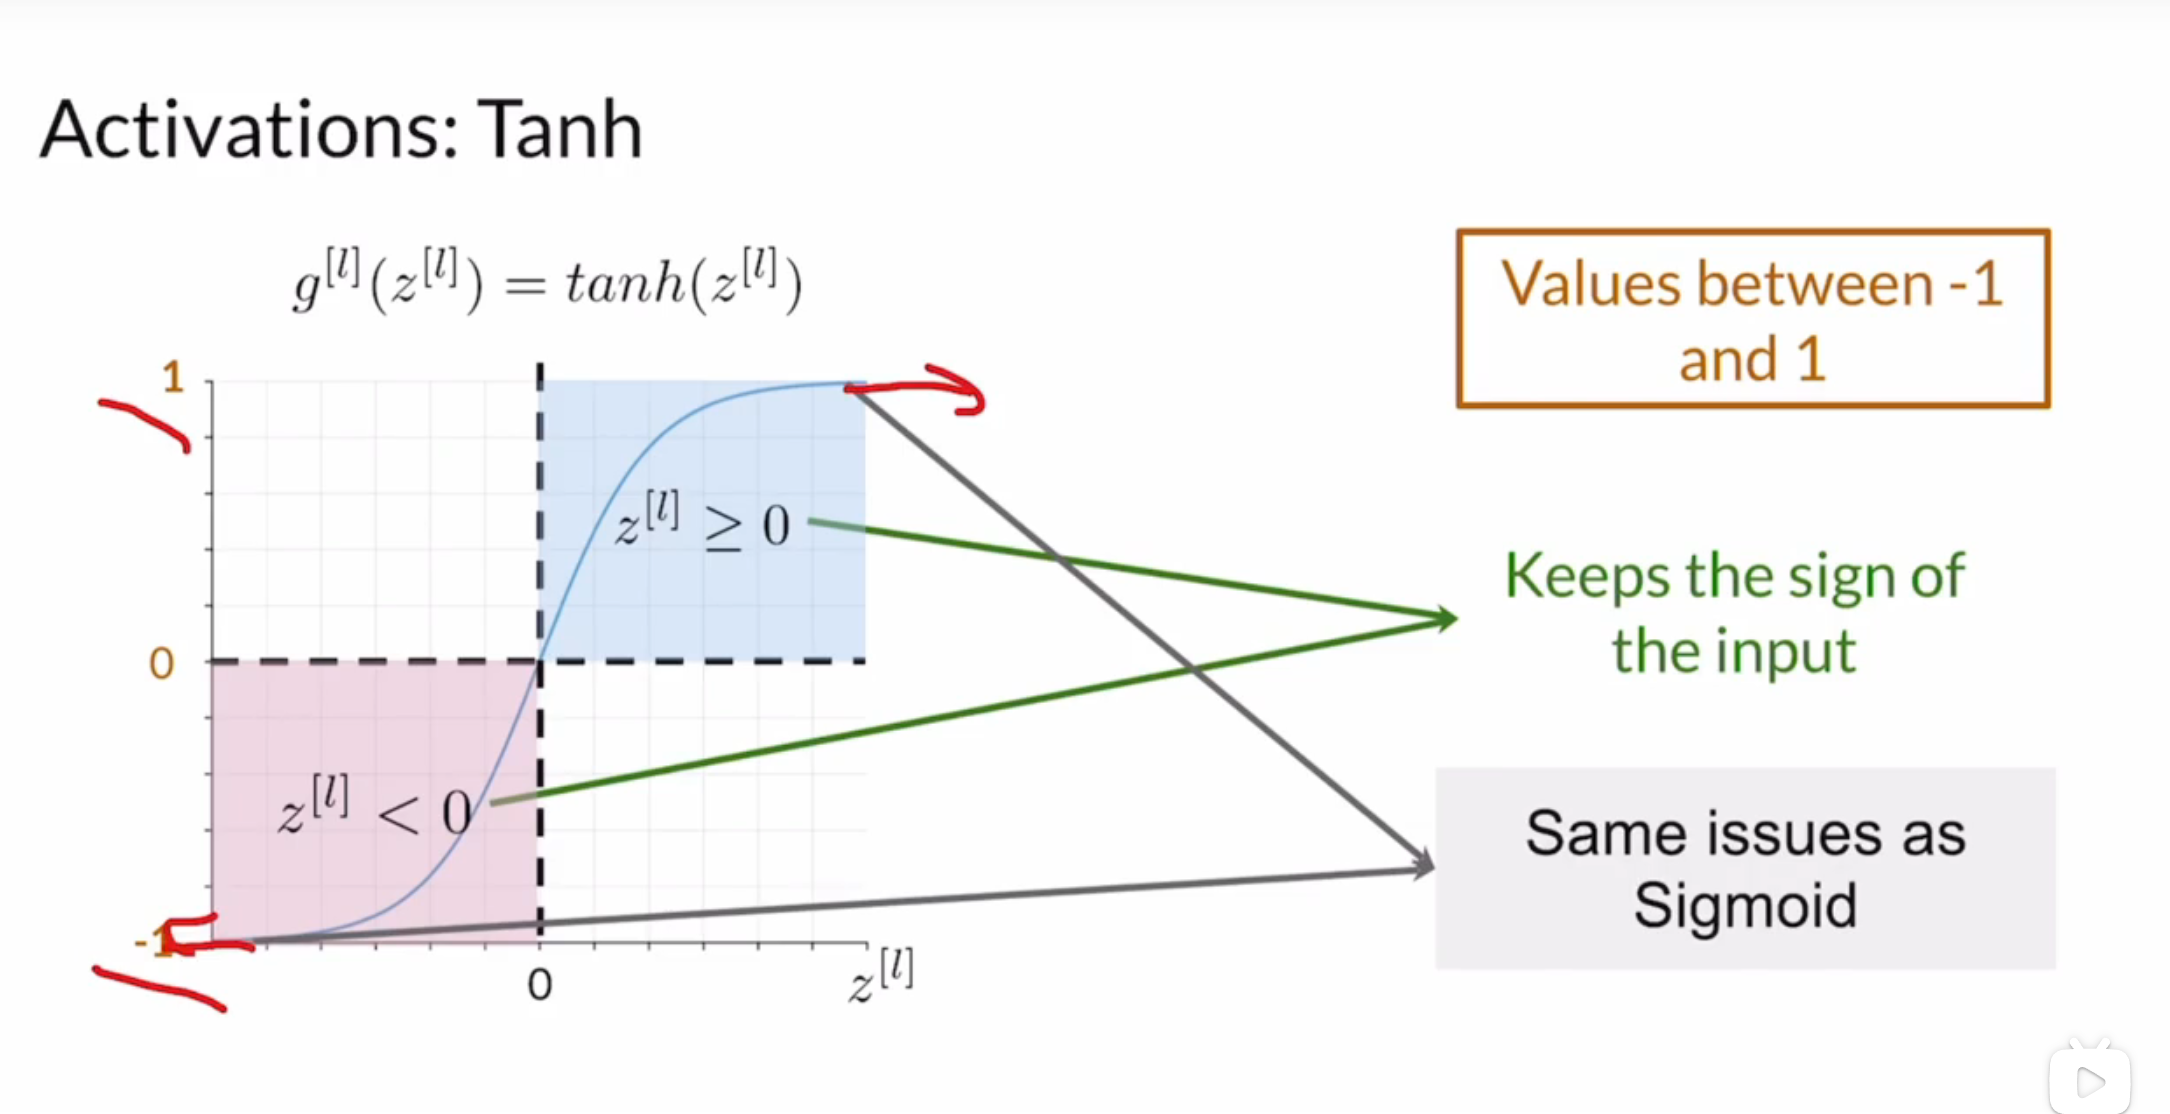 Activations: Tanh
g^{[l]}(z^{[l]}) = tanh(z^{[l]})
Values between -1
and 1
1
z^{[l]} ≥ 0
Keeps the sign of
the input
0
z^{[l]} < 0
Same issues as
Sigmoid
-1
0
z^{[l]}